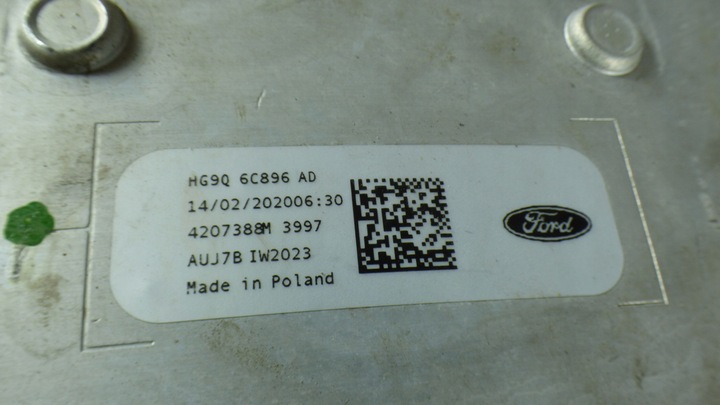 HG9Q 6C896 AD
14/02/202006:30
4207388M 3997
AUJ7B IW2023
Made in Poland
Ford